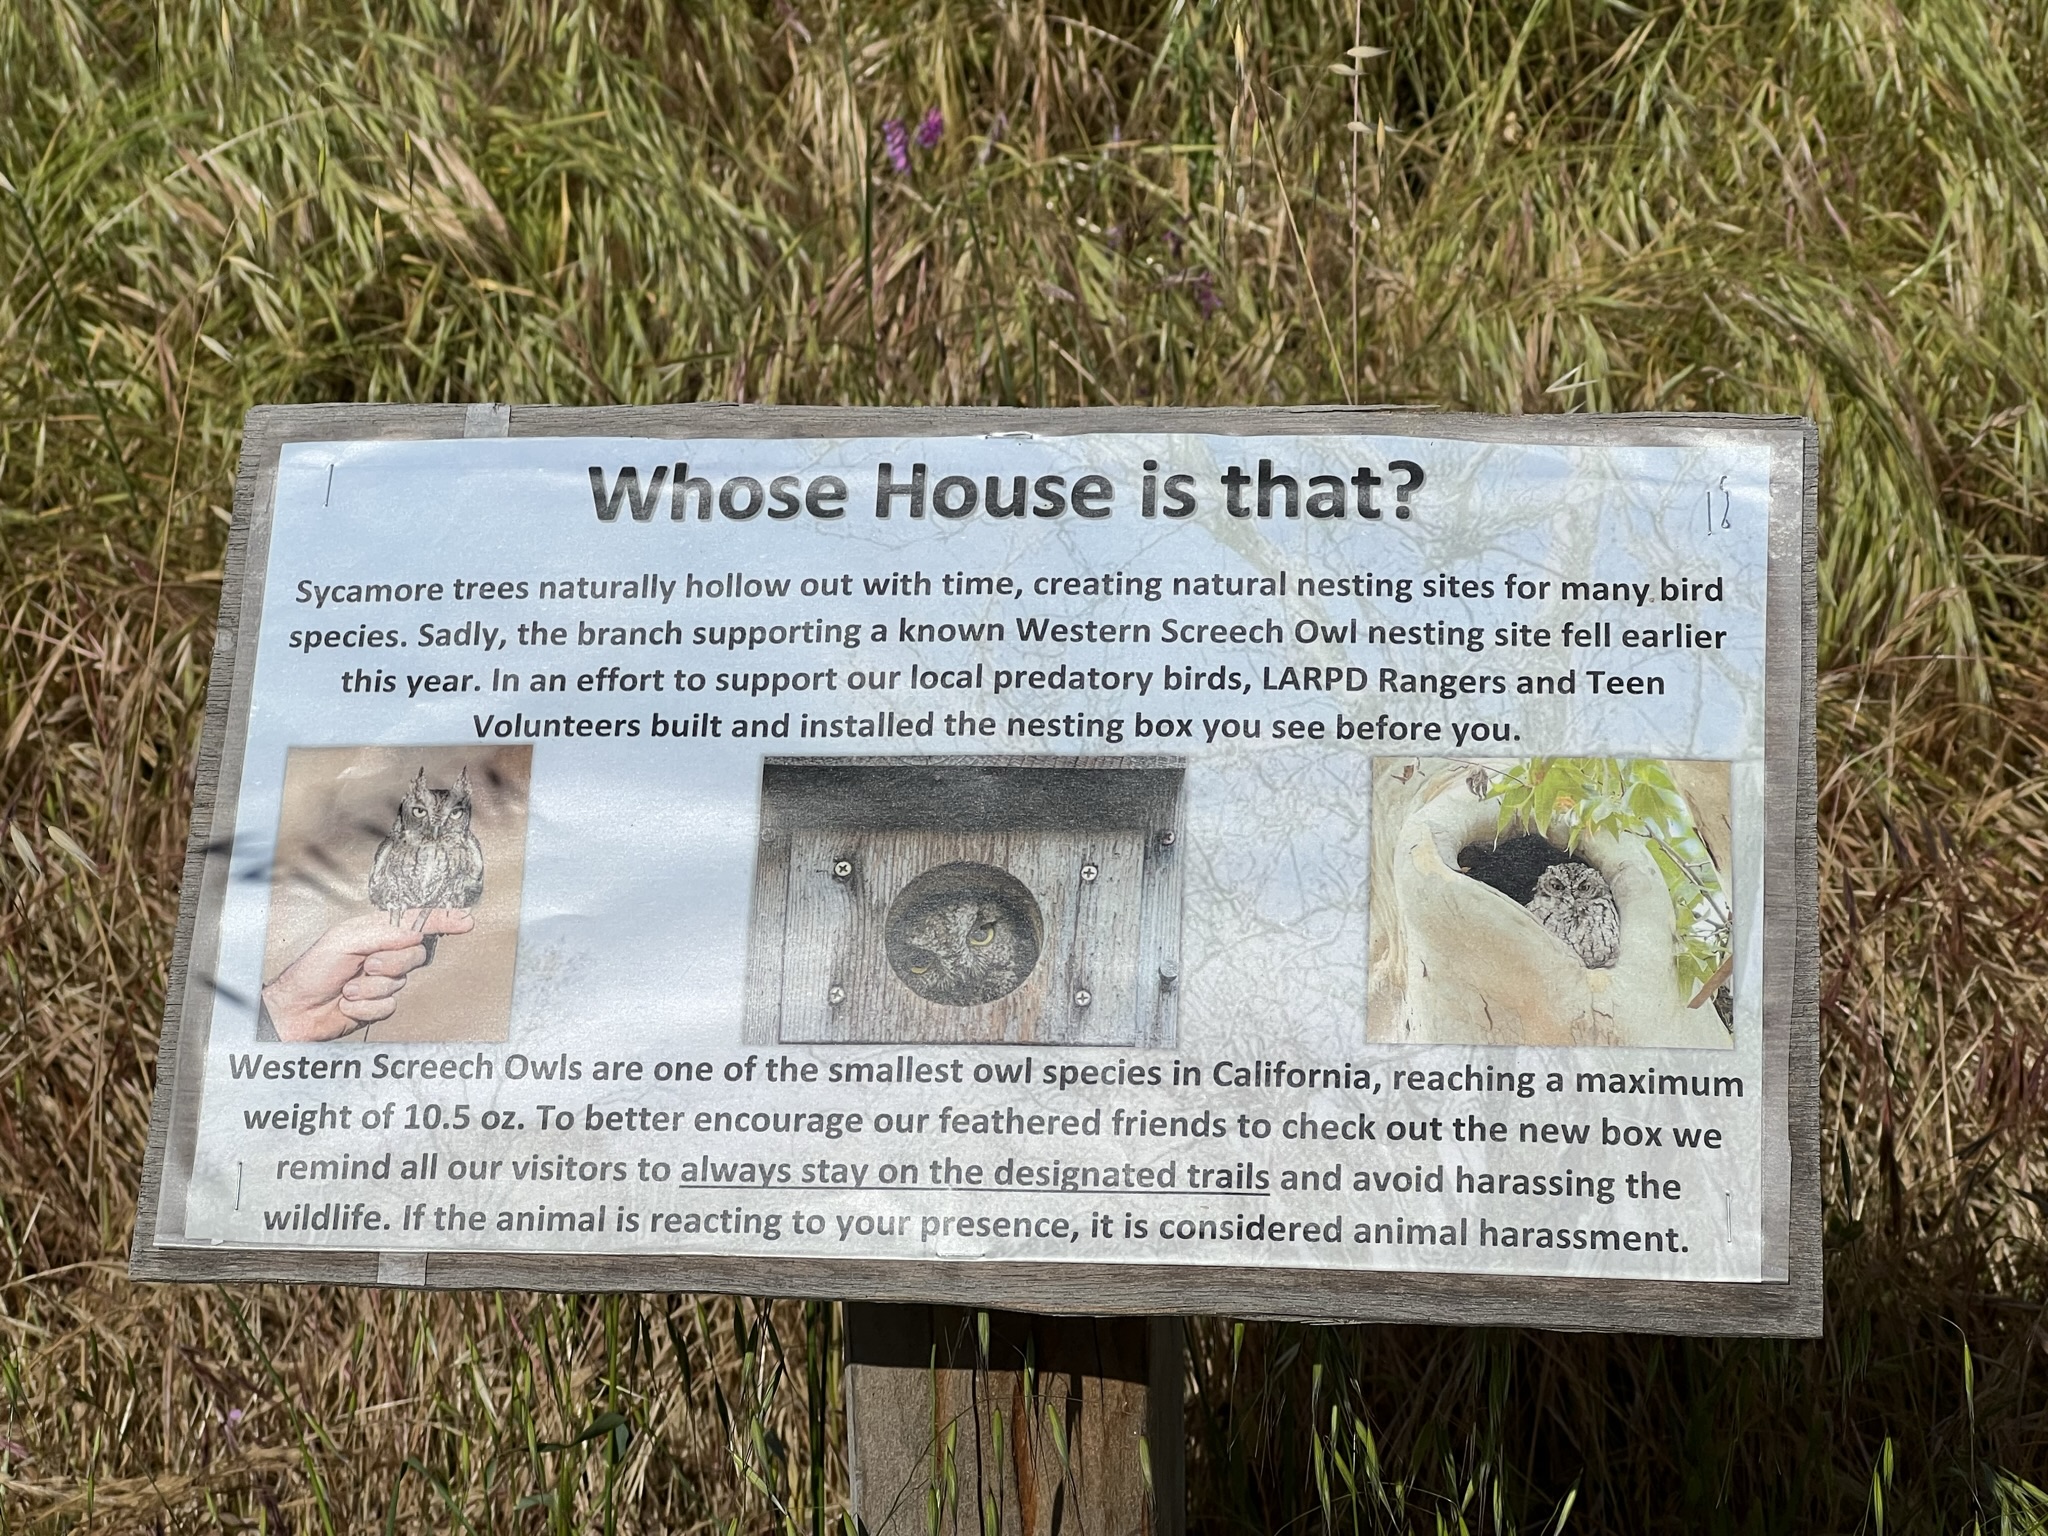 Whose House is that?
18
Sycamore trees naturally hollow out with time, creating natural nesting sites for many bird
species. Sadly, the branch supporting a known Western Screech Owl nesting site fell earlier
this year. In an effort to support our local predatory birds, LARPD Rangers and Teen
Volunteers built and installed the nesting box you see before you.
Western Screech Owls are one of the smallest owl species in California, reaching a maximum
weight of 10.5 oz. To better encourage our feathered friends to check out the new box we
remind all our visitors to always stay on the designated trails and avoid harassing the
wildlife. If the animal is reacting to your presence, it is considered animal harassment.